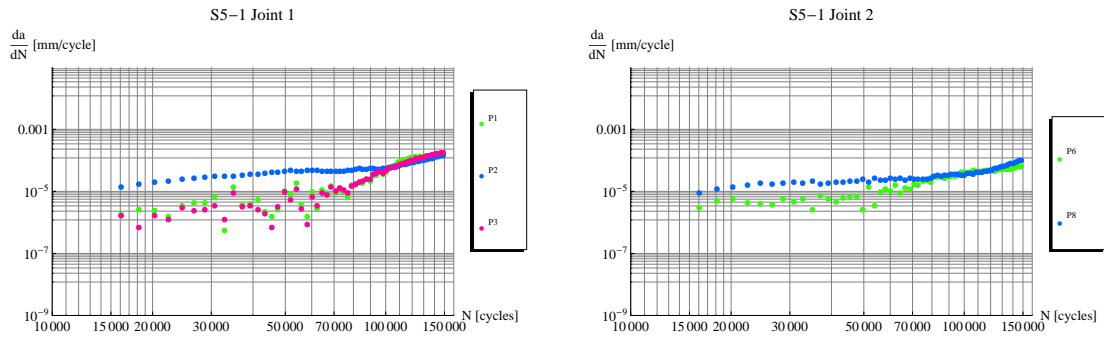 S5-1 Joint 1
da
dN [mm/cycle]
0.001
10^-5
10^-7
10^-9
10 000 15 000 20 000 30 000 50 000 70 000 100 000 150 000 N [cycles]
P1
P2
P3
S5-1 Joint 2
da
dN [mm/cycle]
0.001
10^-5
10^-7
10^-9
10 000 15 000 20 000 30 000 50 000 70 000 100 000 150 000 N [cycles]
P6
P8